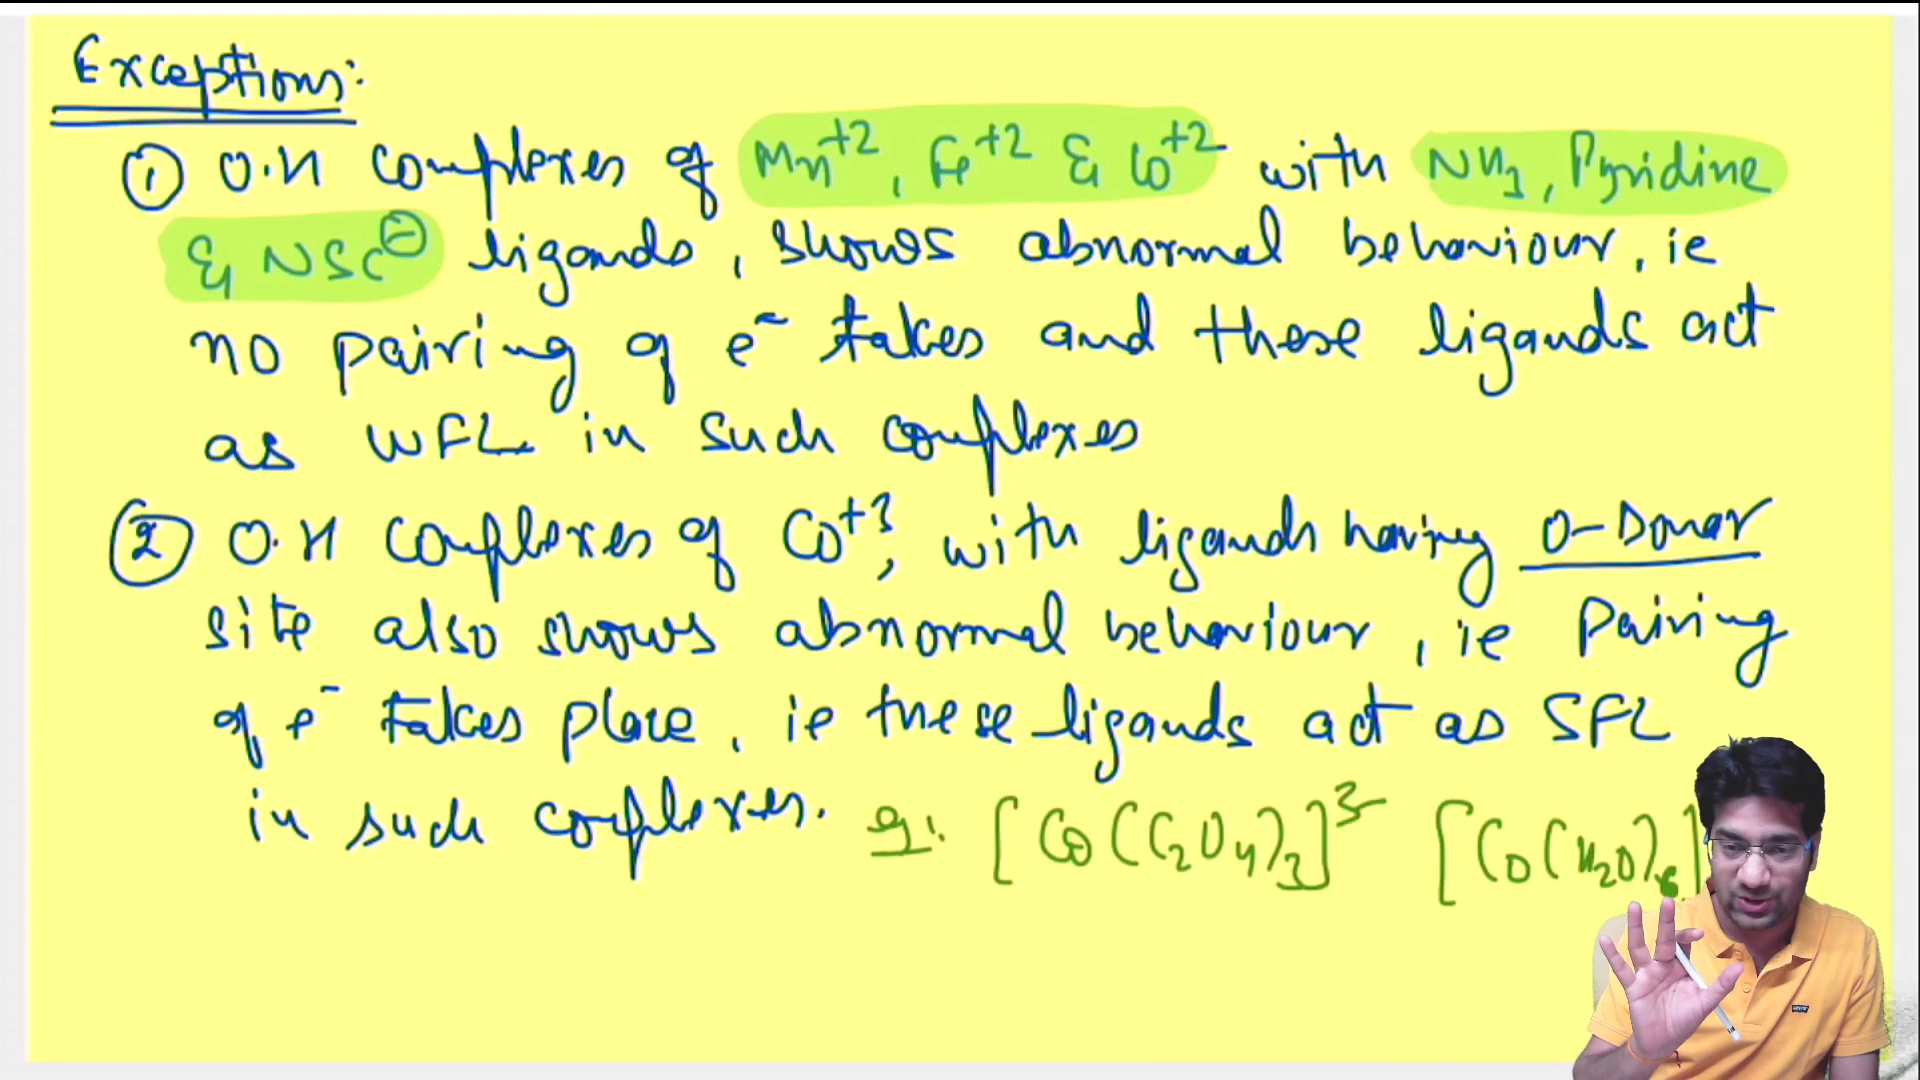 Exceptions:
① O.H complexes of Mn⁺², Fe⁺² & Co⁺² with NH₃, Pyridine
& NSC⊖ ligands, shows abnormal behaviour, ie
no pairing of e⁻ takes and these ligands act
as WFL in such complexes
② O.H complexes of Co⁺³, with ligands having O-Donar
site also shows abnormal behaviour, ie Pairing
of e⁻ takes place, ie these ligands act as SFL
in such complexes. eg: [Co(C₂O₄)₃]³⁻ [Co(H₂O)₆]